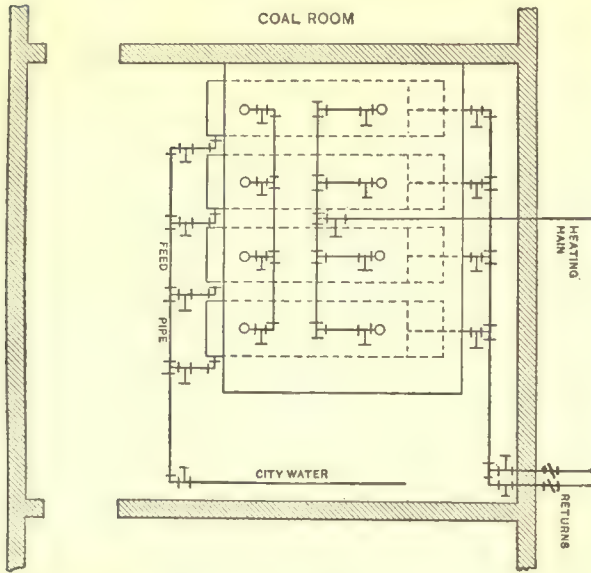 COAL ROOM
FEED
PIPE
HEATING
MAIN
CITY WATER
RETURNS